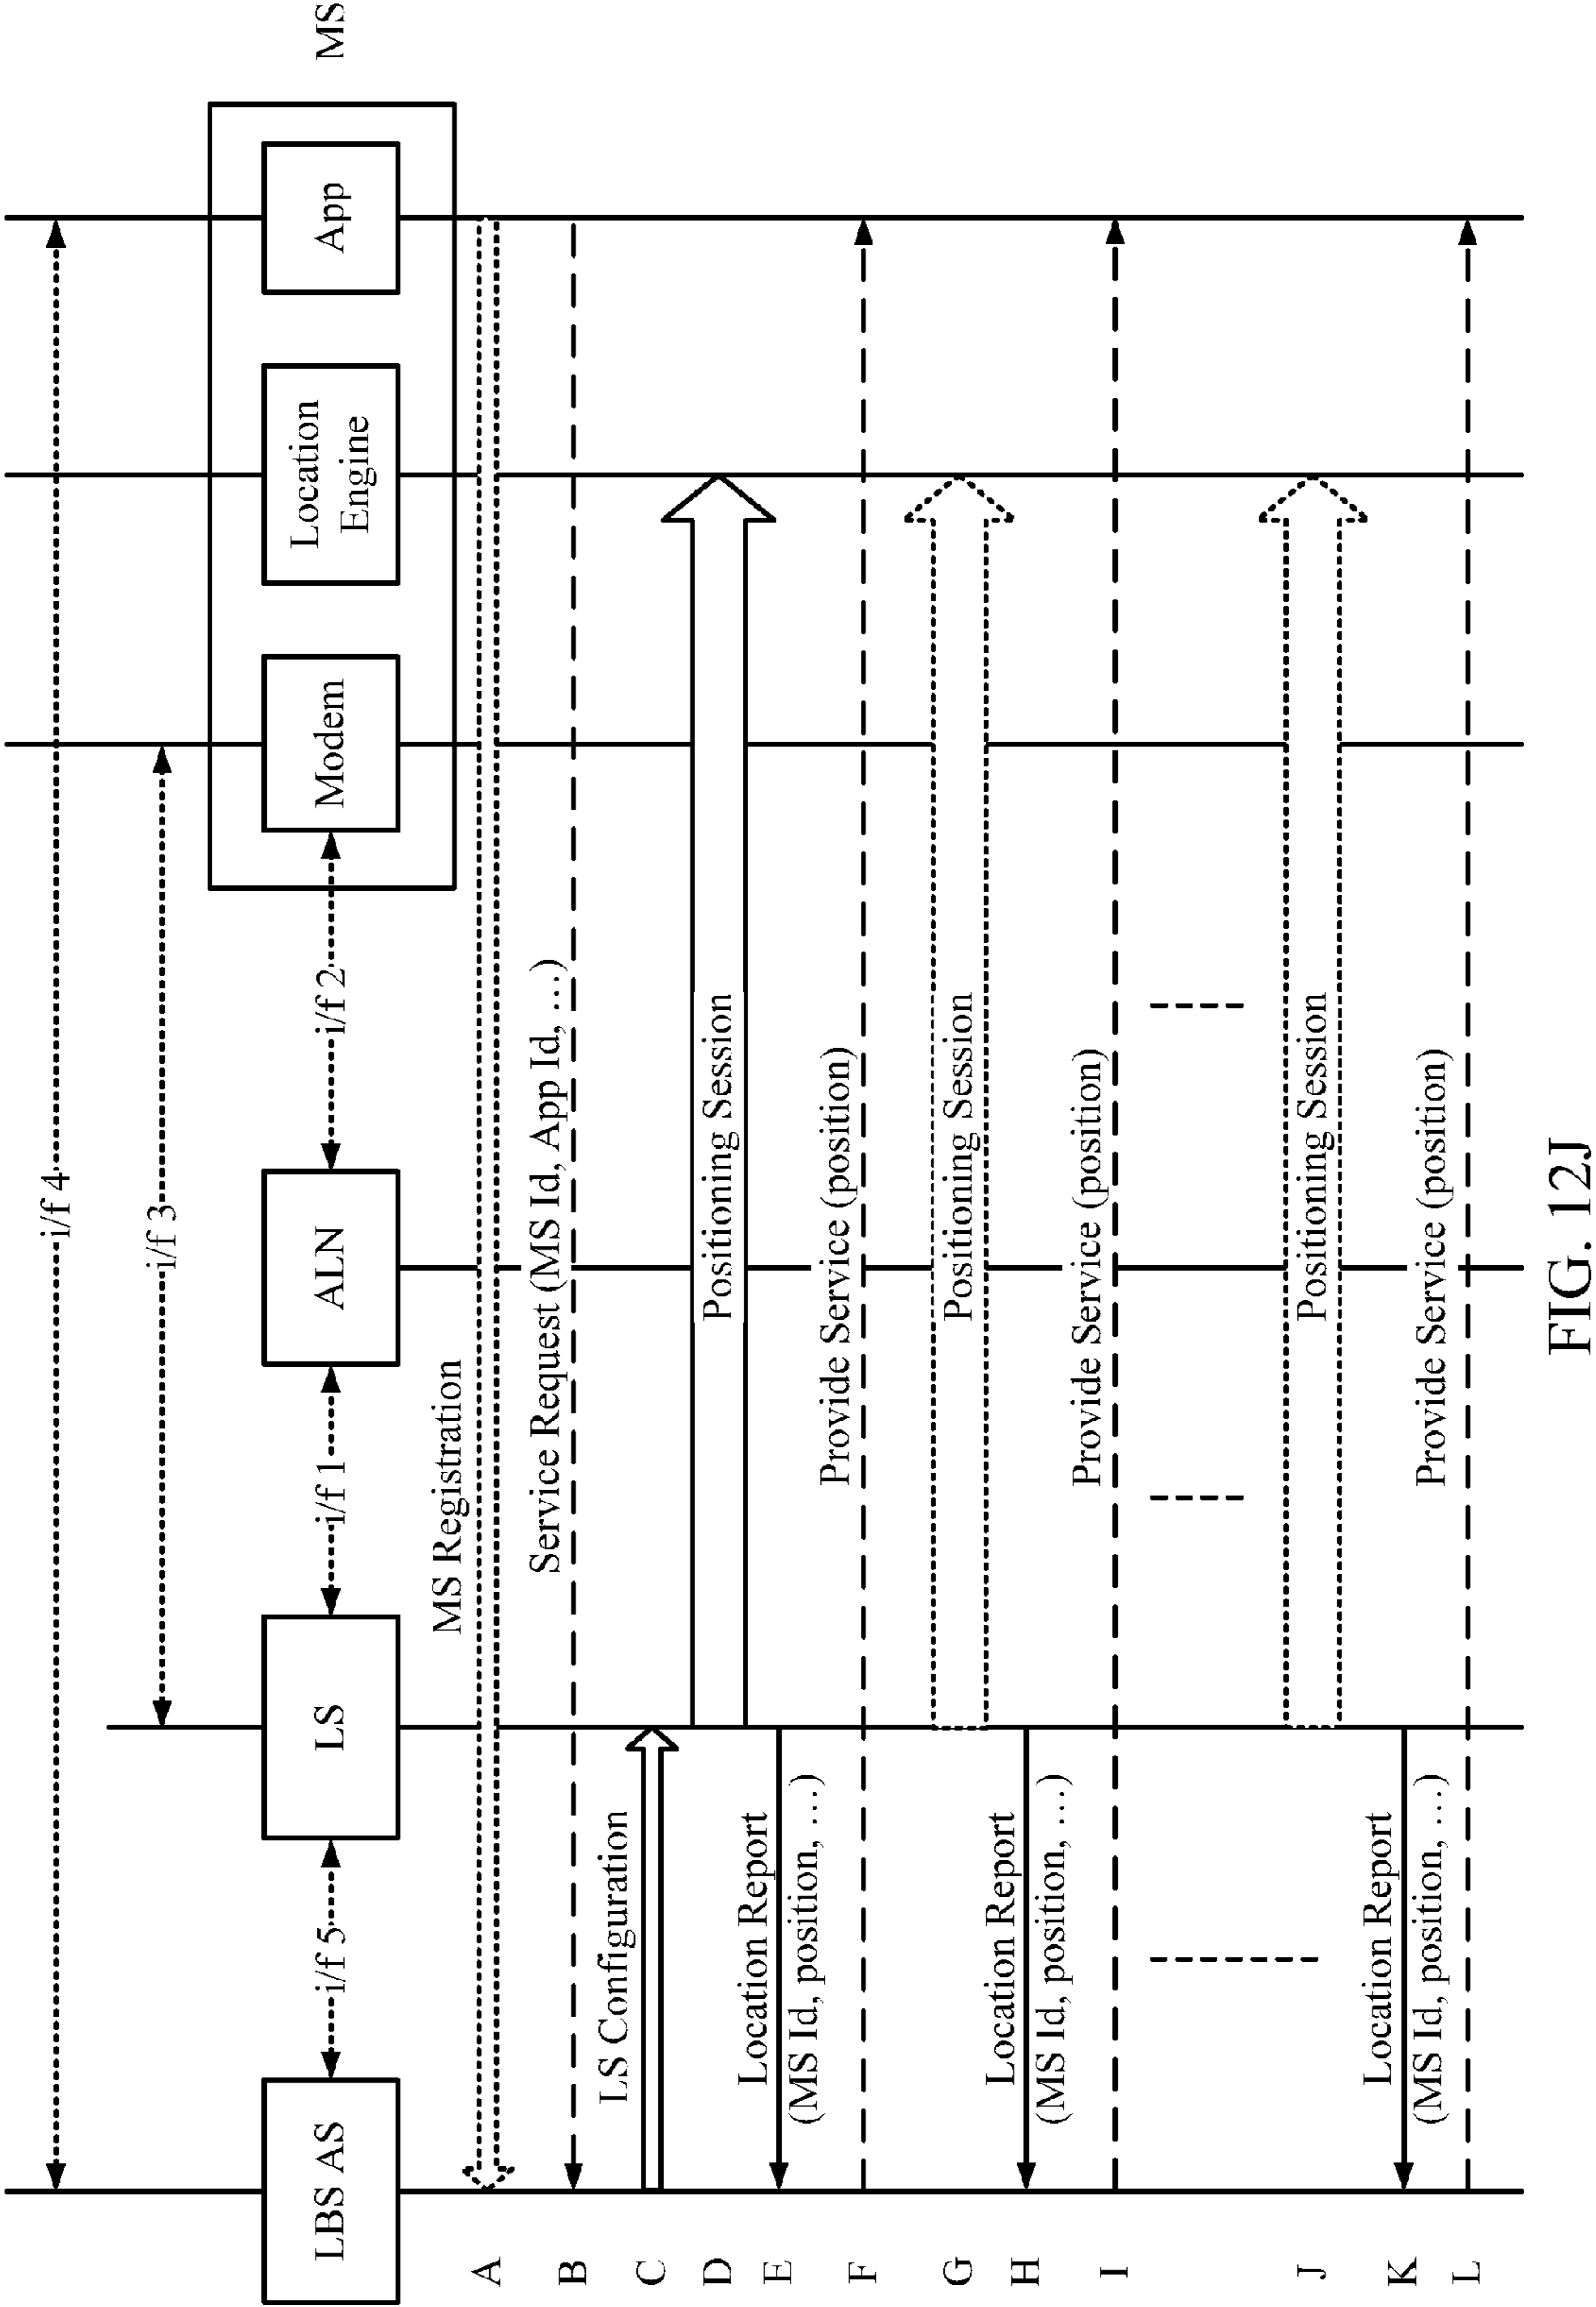 i/f 4
i/f 3
LBS AS
i/f 5
LS
i/f 1
ALN
i/f 2
Modem
Location
Engine
App
MS
A
MS Registration
B
Service Request (MS Id, App Id, …)
C
LS Configuration
D
Positioning Session
E
Location Report
(MS Id, position, …)
F
Provide Service (position)
G
Positioning Session
H
Location Report
(MS Id, position, …)
I
Provide Service (position)
J
Positioning Session
K
Location Report
(MS Id, position, …)
L
Provide Service (position)
FIG. 12J